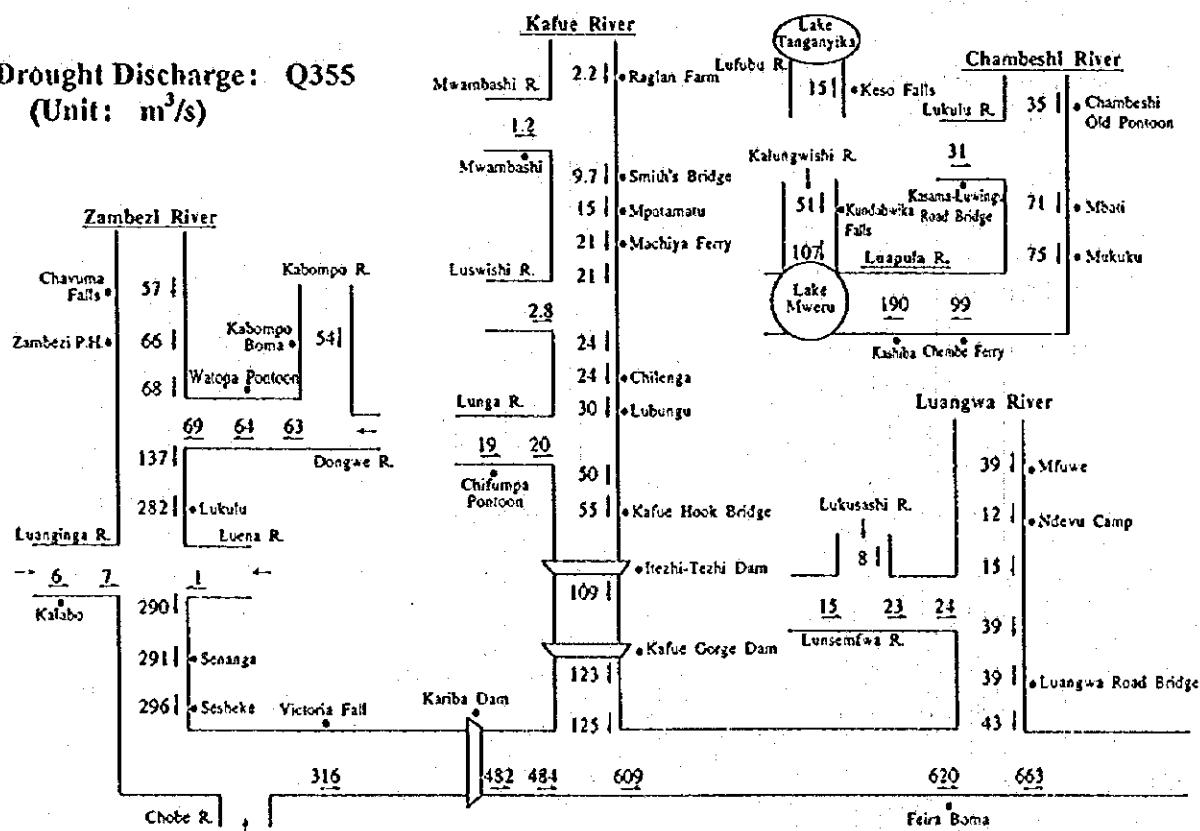 Drought Discharge: Q355
(Unit: m³/s)
Kafue River
Mwambashi R.
2.2
Raglan Farm
1.2
Mwambashi
9.7
Smith's Bridge
15
Mpatamatu
21
Machiya Ferry
Luswishi R.
21
2.8
24
24
Chilenga
Lunga R.
30
Lubungu
19
20
Chifumpa
Pontoon
50
55
Kafue Hook Bridge
Itezhi-Tezhi Dam
109
Kafue Gorge Dam
123
125
Lake
Tanganyika
Lufubu R.
15
Keso Falls
Kalungwishi R.
51
Kundabwika
Falls
107
Lake
Mweru
Chambeshi River
Lukulu R.
35
Chambeshi
Old Pontoon
31
Kasama-Luwing
Road Bridge
71
Mbati
Luapula R.
75
Mukuku
190
99
Kashiba
Chembe Ferry
Zambezi River
Chavuma
Falls
57
Kabompo R.
Zambezi P.H.
66
Kabompo
Boma
54
Watopa Pontoon
68
69
64
63
137
Dongwe R.
282
Lukulu
Luanginga R.
Luena R.
6
7
1
Kalabo
290
291
Senanga
296
Sesheke
Victoria Fall
Kariba Dam
316
482
484
609
620
663
Chobe R.
Feira Boma
Luangwa River
39
Mfuwe
Lukusashi R.
12
Ndevu Camp
8
15
15
23
24
Lunsemfwa R.
39
39
Luangwa Road Bridge
43